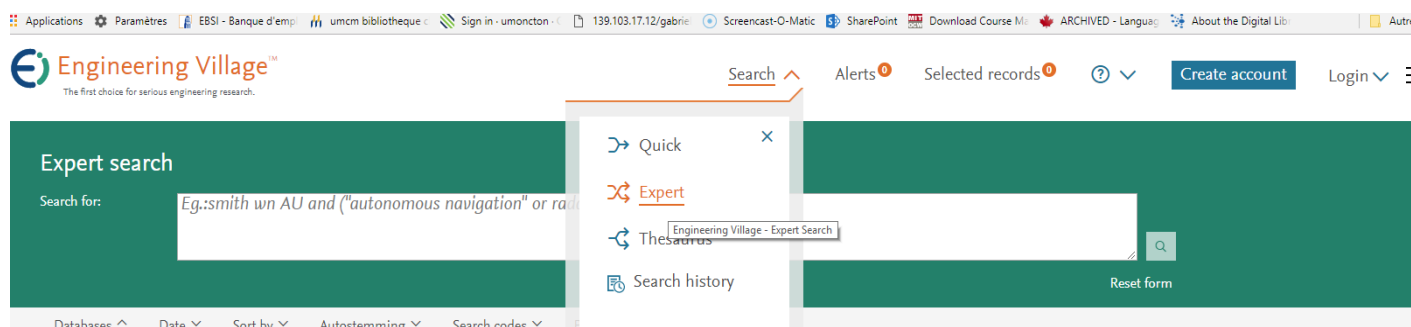 Applications Paramètres EBSI - Banque d'empl umcm bibliotheque Sign in · umoncton · 139.103.17.12/gabrie Screencast-O-Matic SharePoint Download Course Ma ARCHIVED - Languag About the Digital Lib Autre
Engineering Village™
The first choice for serious engineering research.
Search Alerts 0 Selected records 0 Create account Login
Quick
Expert search
Expert
Search for:
Eg.:smith wn AU and ("autonomous navigation" or rad
Engineering Village - Expert Search
Thesaurus
Search history
Reset form
Databases Date Sort by Autostemming Search codes